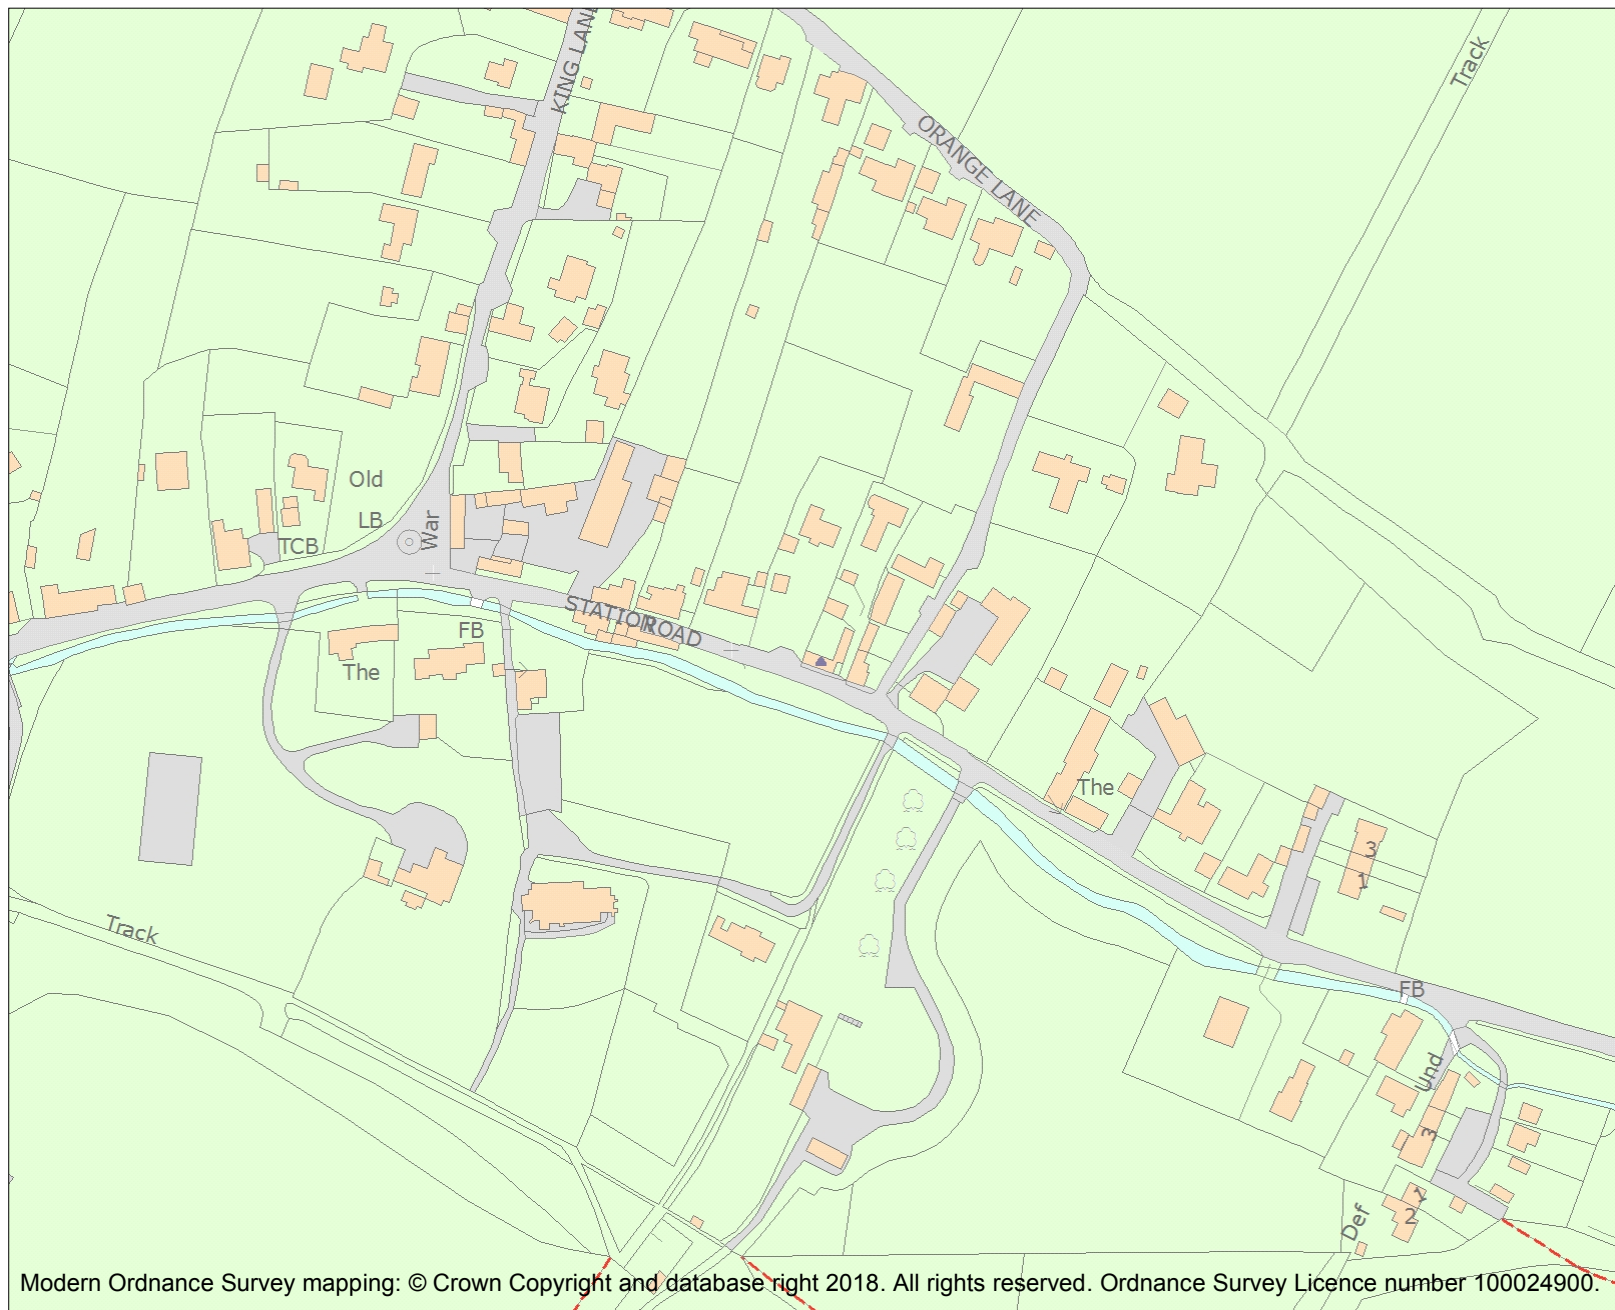 KING LANE
Track
ORANGE LANE
Old
LB
War
TCB
STATION ROAD
FB
The
The
3
1
Track
FB
Und
3
1
2
Def
Modern Ordnance Survey mapping: © Crown Copyright and database right 2018. All rights reserved. Ordnance Survey Licence number 100024900.